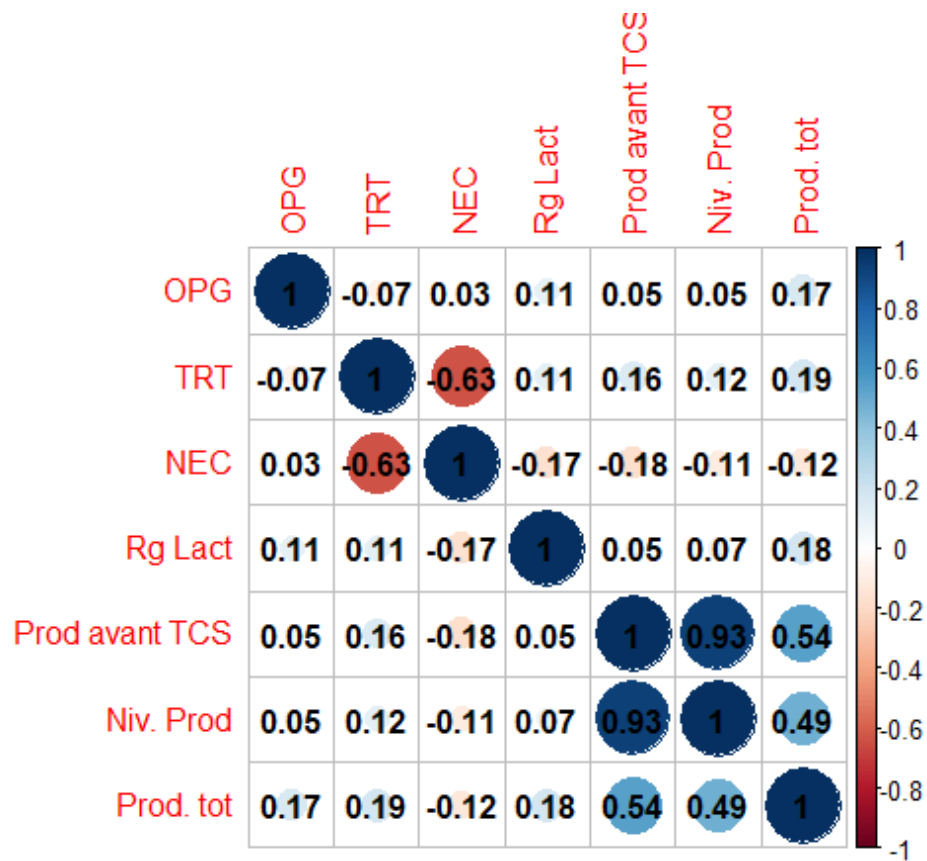 OPG TRT NEC Rg Lact Prod avant TCS Niv. Prod Prod. tot
OPG 1 -0.07 0.03 0.11 0.05 0.05 0.17
TRT -0.07 1 -0.63 0.11 0.16 0.12 0.19
NEC 0.03 -0.63 1 -0.17 -0.18 -0.11 -0.12
Rg Lact 0.11 0.11 -0.17 1 0.05 0.07 0.18
Prod avant TCS 0.05 0.16 -0.18 0.05 1 0.93 0.54
Niv. Prod 0.05 0.12 -0.11 0.07 0.93 1 0.49
Prod. tot 0.17 0.19 -0.12 0.18 0.54 0.49 1
1
0.8
0.6
0.4
0.2
0
-0.2
-0.4
-0.6
-0.8
-1